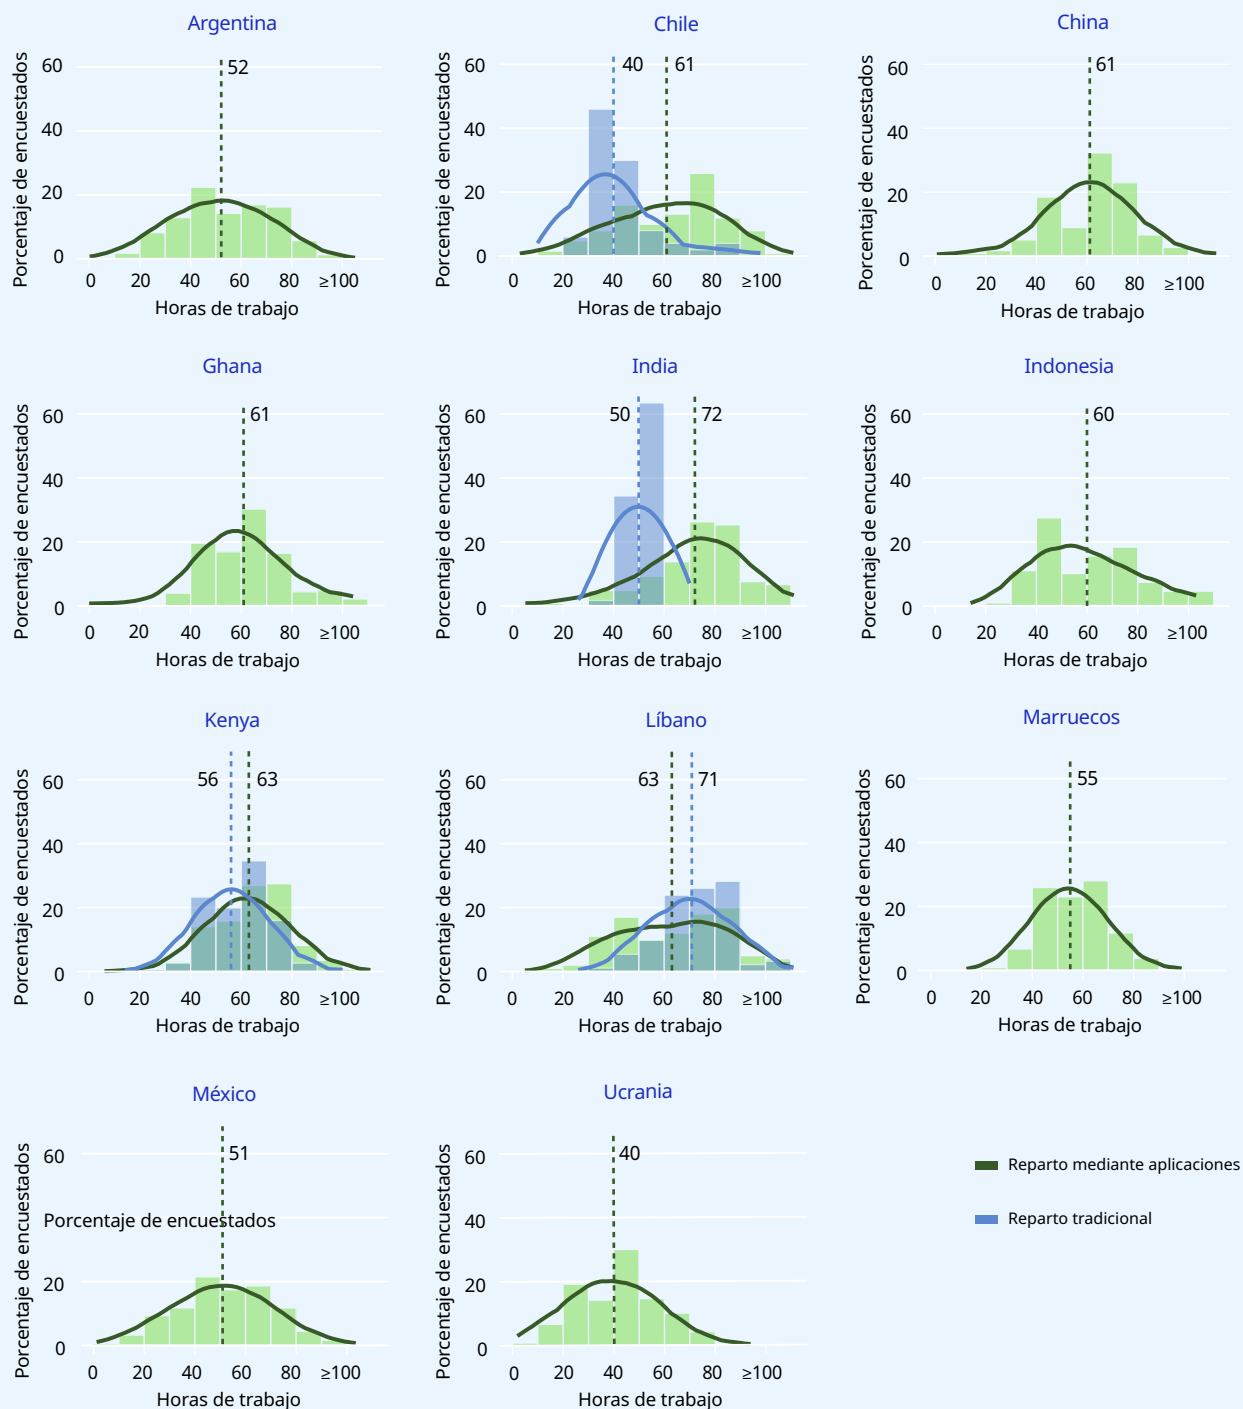 Argentina
Porcentaje de encuestados
60
40
20
0
52
0 20 40 60 80 ≥100
Horas de trabajo
Chile
Porcentaje de encuestados
60
40
20
0
40 61
0 20 40 60 80 ≥100
Horas de trabajo
China
Porcentaje de encuestados
60
40
20
0
61
0 20 40 60 80 ≥100
Horas de trabajo
Ghana
Porcentaje de encuestados
60
40
20
0
61
0 20 40 60 80 ≥100
Horas de trabajo
India
Porcentaje de encuestados
60
40
20
0
50 72
0 20 40 60 80 ≥100
Horas de trabajo
Indonesia
Porcentaje de encuestados
60
40
20
0
60
0 20 40 60 80 ≥100
Horas de trabajo
Kenya
Porcentaje de encuestados
60
40
20
0
56 63
0 20 40 60 80 ≥100
Horas de trabajo
Líbano
Porcentaje de encuestados
60
40
20
0
63 71
0 20 40 60 80 ≥100
Horas de trabajo
Marruecos
Porcentaje de encuestados
60
40
20
0
55
0 20 40 60 80 ≥100
Horas de trabajo
México
Porcentaje de encuestados
60
20
0
51
Porcentaje de encuestados
0 20 40 60 80 ≥100
Horas de trabajo
Ucrania
Porcentaje de encuestados
60
40
20
0
40
0 20 40 60 80 ≥100
Horas de trabajo
Reparto mediante aplicaciones
Reparto tradicional